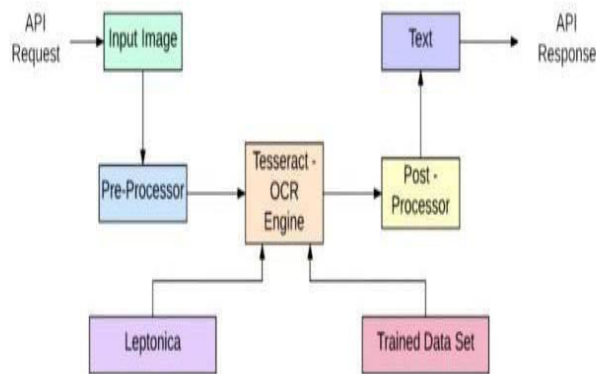 API
Request
Input Image
Text
API
Response
Pre-Processor
Tesseract -
OCR
Engine
Post -
Processor
Leptonica
Trained Data Set